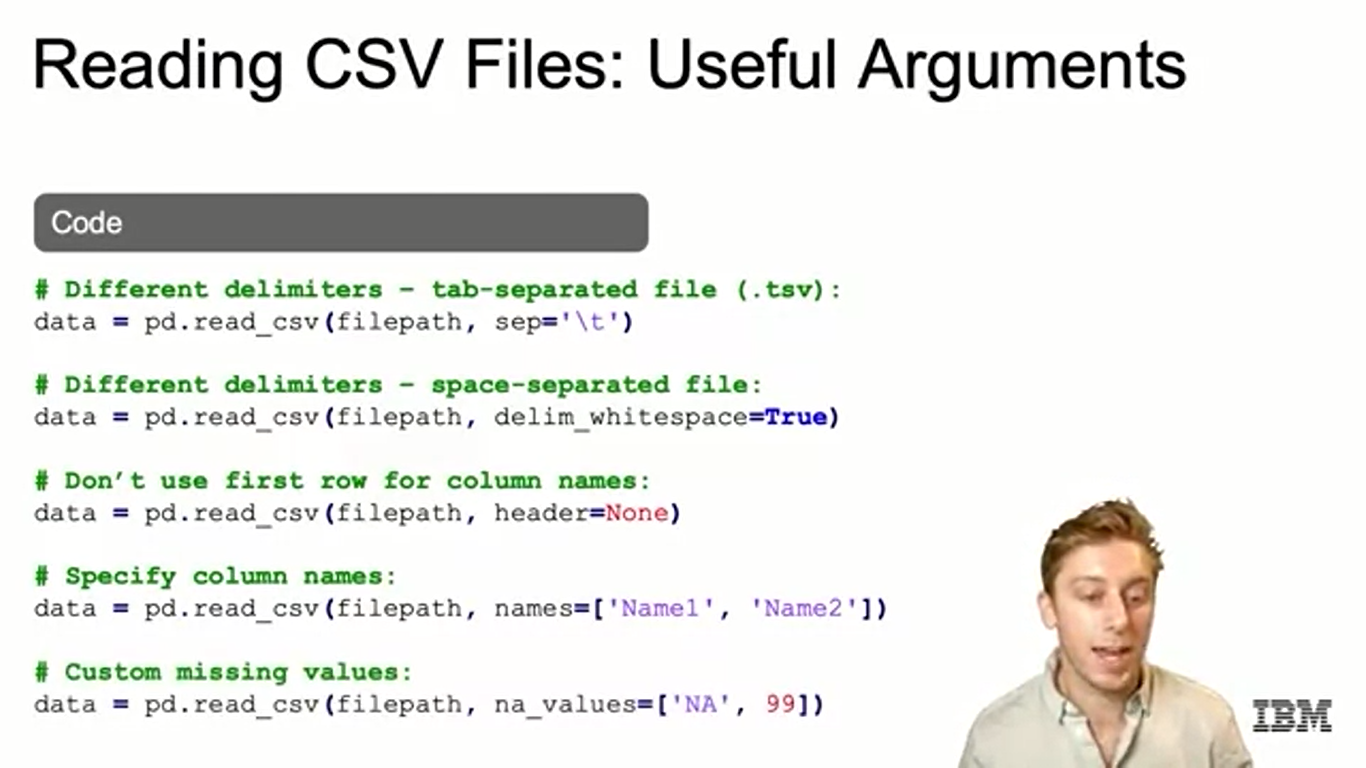 Reading CSV Files: Useful Arguments
Code
# Different delimiters – tab-separated file (.tsv):
data = pd.read_csv(filepath, sep='\t')
# Different delimiters – space-separated file:
data = pd.read_csv(filepath, delim_whitespace=True)
# Don’t use first row for column names:
data = pd.read_csv(filepath, header=None)
# Specify column names:
data = pd.read_csv(filepath, names=['Name1', 'Name2'])
# Custom missing values:
data = pd.read_csv(filepath, na_values=['NA', 99])
IBM